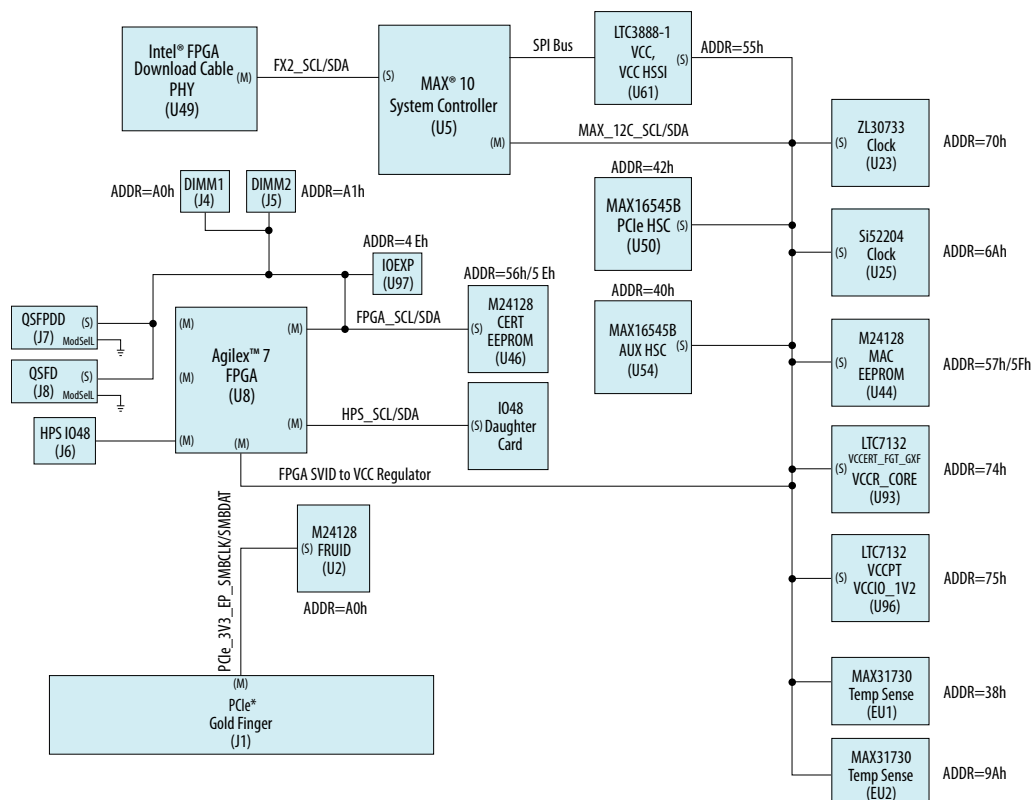 Intel® FPGA
Download Cable
PHY
(U49)
(M)
FX2_SCL/SDA
(S)
MAX® 10
System Controller
(U5)
(M)
SPI Bus
LTC3888-1
VCC,
VCC HSSI
(U61)
(S)
ADDR=55h
MAX_12C_SCL/SDA
(S)
ZL30733
Clock
(U23)
ADDR=70h
ADDR=42h
MAX16545B
PCIe HSC
(U50)
(S)
(S)
Si52204
Clock
(U25)
ADDR=6Ah
ADDR=40h
MAX16545B
AUX HSC
(U54)
(S)
(S)
M24128
MAC
EEPROM
(U44)
ADDR=57h/5Fh
ADDR=A0h
DIMM1
(J4)
DIMM2
(J5)
ADDR=A1h
ADDR=4 Eh
IOEXP
(U97)
ADDR=56h/5 Eh
(S)
M24128
CERT
EEPROM
(U46)
FPGA_SCL/SDA
QSFPDD
(J7)
(S)
ModSelL
QSFD
(J8)
(S)
ModSelL
HPS IO48
(J6)
(M)
(M)
(M)
(M)
(M)
(M)
Agilex™ 7
FPGA
(U8)
HPS_SCL/SDA
IO48
(S) Daughter
Card
FPGA SVID to VCC Regulator
(S)
LTC7132
VCCERT_FGT_GXF
VCCR_CORE
(U93)
ADDR=74h
PCIe_3V3_EP_SMBCLK/SMBDAT
(S)
M24128
FRUID
(U2)
ADDR=A0h
(S)
LTC7132
VCCPT
VCCIO_1V2
(U96)
ADDR=75h
(M)
PCIe*
Gold Finger
(J1)
MAX31730
Temp Sense
(EU1)
ADDR=38h
MAX31730
Temp Sense
(EU2)
ADDR=9Ah